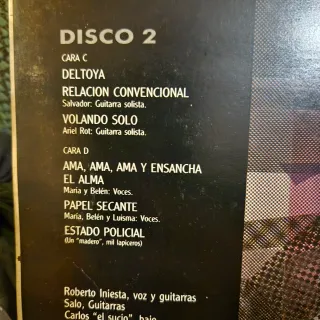 DISCO 2
CARA C
DELTOYA
RELACION CONVENCIONAL
Salvador: Guitarra solista.
VOLANDO SOLO
Ariel Rot: Guitarra solista.
CARA D
AMA, AMA, AMA Y ENSANCHA
EL ALMA
María y Belén: Voces.
PAPEL SECANTE
María, Belén y Luisma: Voces.
ESTADO POLICIAL
(Un "madero", mil lapiceros)
Roberto Iniesta, voz y guitarras
Salo, Guitarras
Carlos "el sucio", bajo